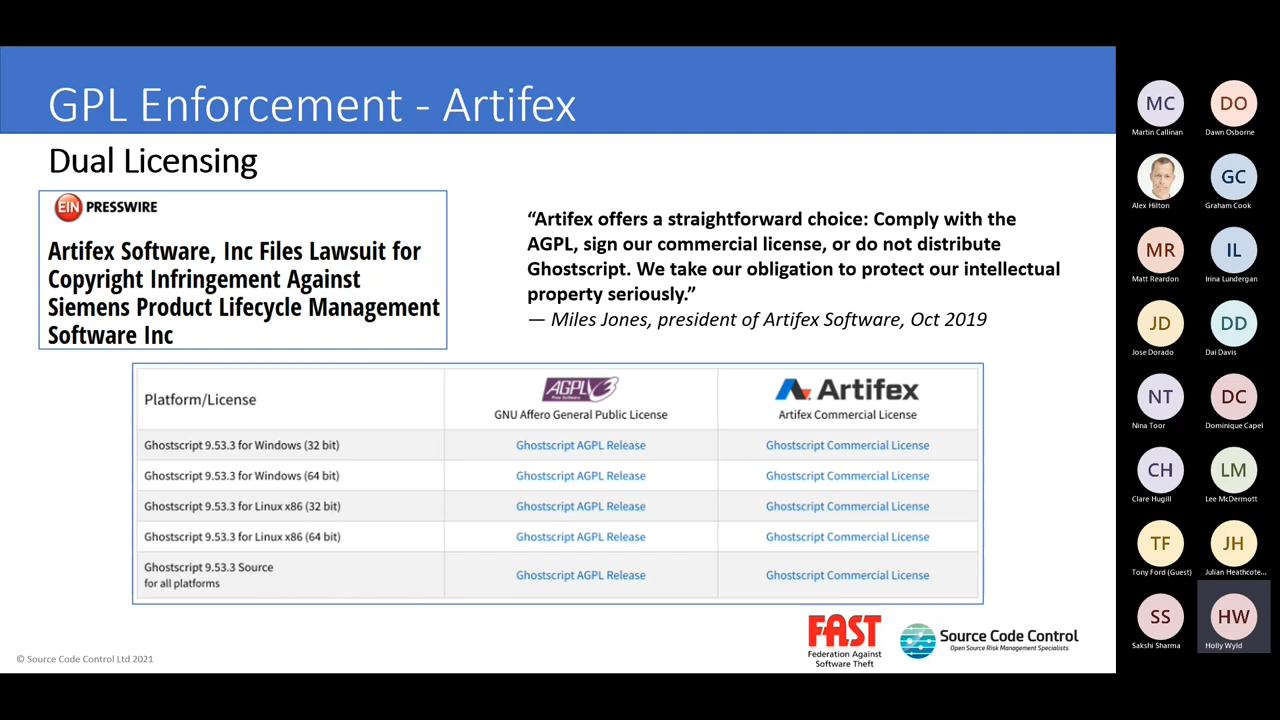 GPL Enforcement - Artifex
Dual Licensing
EIN PRESSWIRE
Artifex Software, Inc Files Lawsuit for
Copyright Infringement Against
Siemens Product Lifecycle Management
Software Inc
“Artifex offers a straightforward choice: Comply with the
AGPL, sign our commercial license, or do not distribute
Ghostscript. We take our obligation to protect our intellectual
property seriously.”
— Miles Jones, president of Artifex Software, Oct 2019
Platform/License
AGPLv3
Free Software
GNU Affero General Public License
Artifex
Artifex Commercial License
Ghostscript 9.53.3 for Windows (32 bit) Ghostscript AGPL Release Ghostscript Commercial License
Ghostscript 9.53.3 for Windows (64 bit) Ghostscript AGPL Release Ghostscript Commercial License
Ghostscript 9.53.3 for Linux x86 (32 bit) Ghostscript AGPL Release Ghostscript Commercial License
Ghostscript 9.53.3 for Linux x86 (64 bit) Ghostscript AGPL Release Ghostscript Commercial License
Ghostscript 9.53.3 Source
for all platforms
Ghostscript AGPL Release Ghostscript Commercial License
FAST
Federation Against
Software Theft
Source Code Control
Open Source Risk Management Specialists
© Source Code Control Ltd 2021
MC DO
Martin Callinan Dawn Osborne
GC
Alex Hilton Graham Cook
MR IL
Matt Reardon Irina Lundergan
JD DD
Jose Dorado Dai Davis
NT DC
Nina Toor Dominique Capel
CH LM
Clare Hugill Lee McDermott
TF JH
Tony Ford (Guest) Julian Heathcote...
SS HW
Sakshi Sharma Holly Wyld